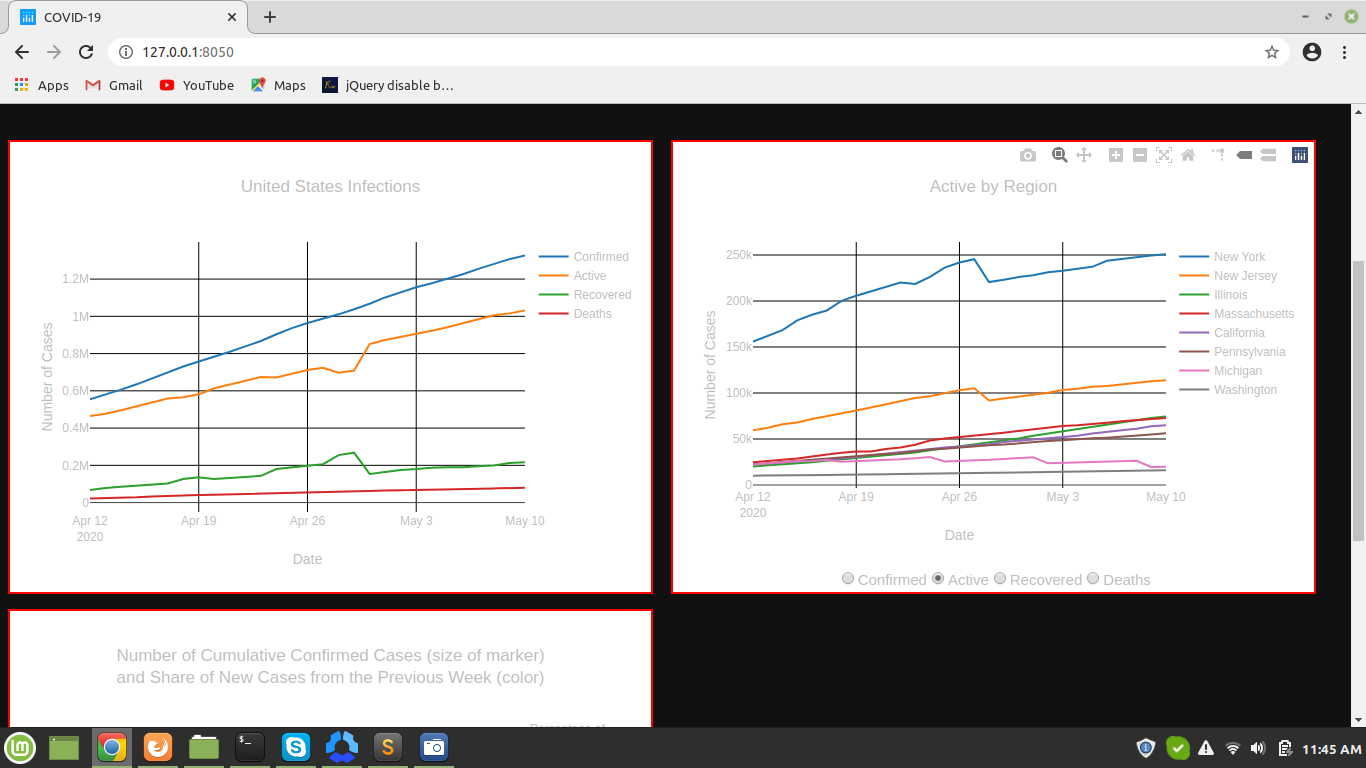 COVID-19
127.0.0.1:8050
Apps Gmail YouTube Maps jQuery disable b…
United States Infections
Number of Cases
1.2M
1M
0.8M
0.6M
0.4M
0.2M
0
Apr 12 Apr 19 Apr 26 May 3 May 10
2020
Date
Confirmed
Active
Recovered
Deaths
Active by Region
Number of Cases
250k
200k
150k
100k
50k
0
Apr 12 Apr 19 Apr 26 May 3 May 10
2020
Date
New York
New Jersey
Illinois
Massachusetts
California
Pennsylvania
Michigan
Washington
Confirmed Active Recovered Deaths
Number of Cumulative Confirmed Cases (size of marker)
and Share of New Cases from the Previous Week (color)
Percentage of
11:45 AM